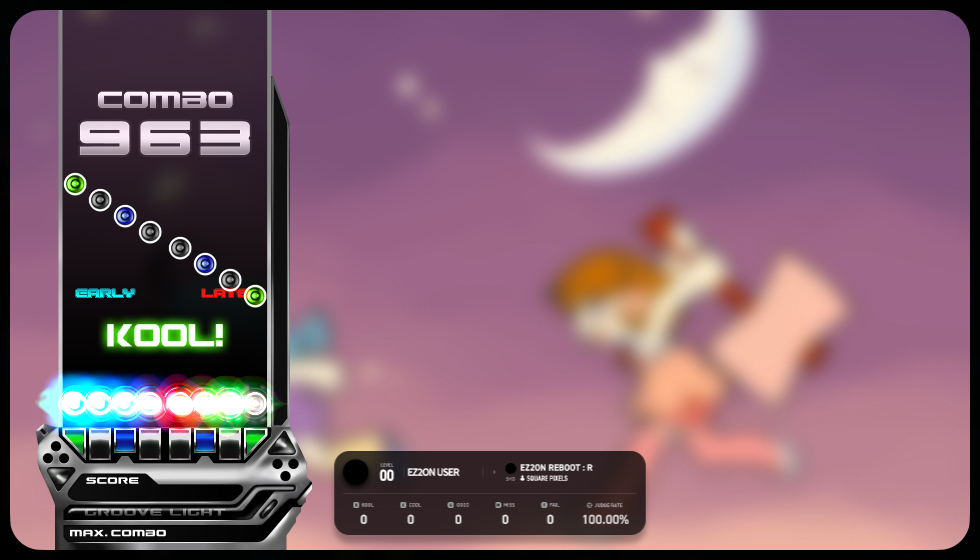 COMBO
963
EARLY LATE
KOOL!
SCORE
GROOVE LIGHT
MAX.COMBO
LEVEL
00 EZ2ON USER
EZ2ON REBOOT : R
SQUARE PIXELS
KOOL COOL GOOD MISS FAIL JUDGE RATE
0 0 0 0 0 100.00%